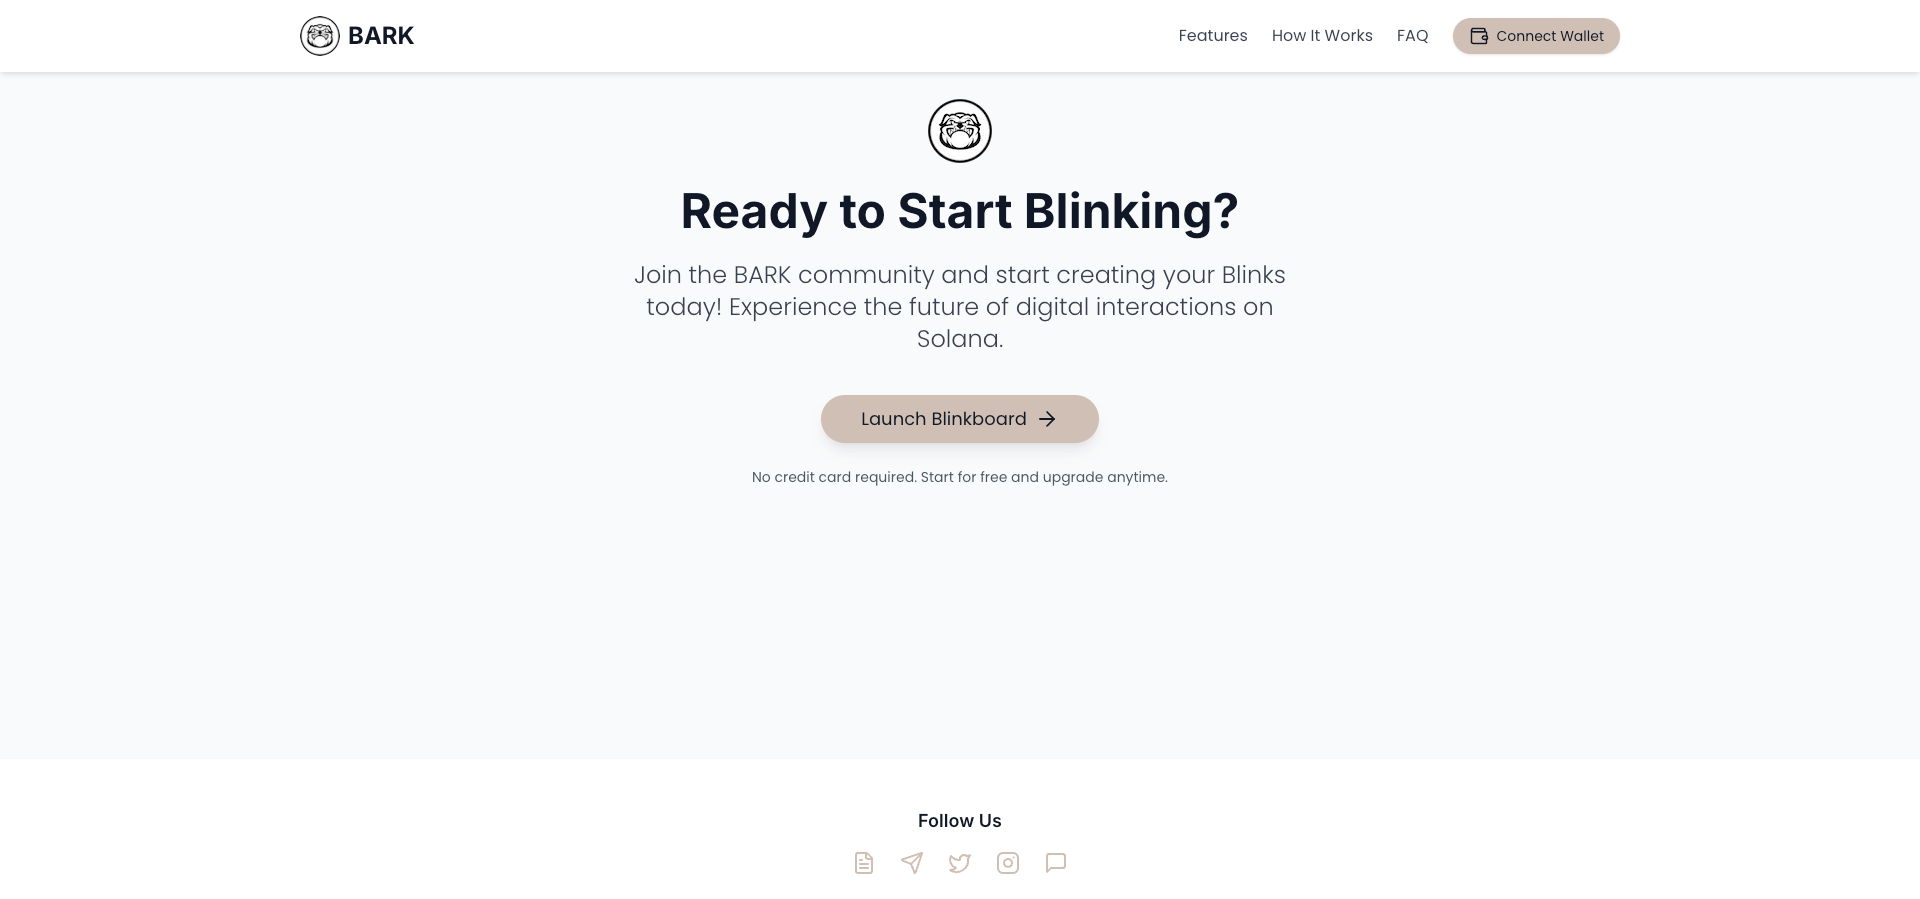 BARK
Features
How It Works
FAQ
Connect Wallet
Ready to Start Blinking?
Join the BARK community and start creating your Blinks
today! Experience the future of digital interactions on
Solana.
Launch Blinkboard
No credit card required. Start for free and upgrade anytime.
Follow Us